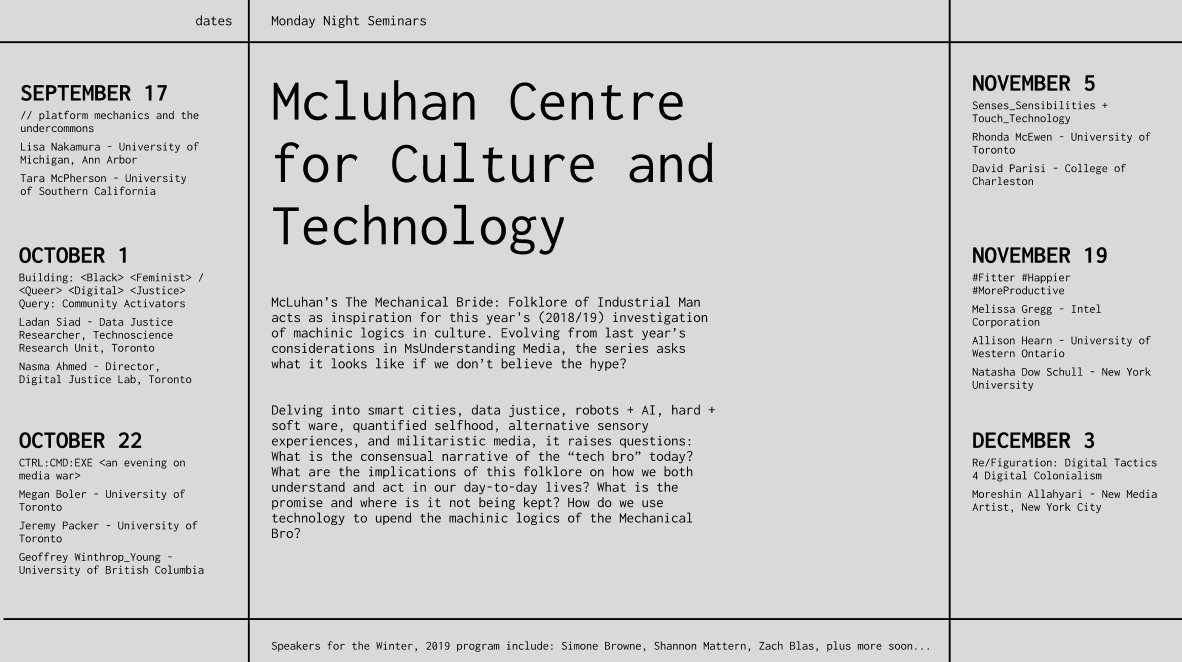 dates
Monday Night Seminars
SEPTEMBER 17
// platform mechanics and the
undercommons
Lisa Nakamura - University of
Michigan, Ann Arbor
Tara McPherson - University
of Southern California
OCTOBER 1
Building: <Black> <Feminist> /
<Queer> <Digital> <Justice>
Query: Community Activators
Ladan Siad - Data Justice
Researcher, Technoscience
Research Unit, Toronto
Nasma Ahmed - Director,
Digital Justice Lab, Toronto
OCTOBER 22
CTRL:CMD:EXE <an evening on
media war>
Megan Boler - University of
Toronto
Jeremy Packer - University of
Toronto
Geoffrey Winthrop_Young -
University of British Columbia
Mcluhan Centre
for Culture and
Technology
McLuhan’s The Mechanical Bride: Folklore of Industrial Man
acts as inspiration for this year's (2018/19) investigation
of machinic logics in culture. Evolving from last year’s
considerations in MsUnderstanding Media, the series asks
what it looks like if we don’t believe the hype?
Delving into smart cities, data justice, robots + AI, hard +
soft ware, quantified selfhood, alternative sensory
experiences, and militaristic media, it raises questions:
What is the consensual narrative of the “tech bro” today?
What are the implications of this folklore on how we both
understand and act in our day-to-day lives? What is the
promise and where is it not being kept? How do we use
technology to upend the machinic logics of the Mechanical
Bro?
NOVEMBER 5
Senses_Sensibilities +
Touch_Technology
Rhonda McEwen - University of
Toronto
David Parisi - College of
Charleston
NOVEMBER 19
#Fitter #Happier
#MoreProductive
Melissa Gregg - Intel
Corporation
Allison Hearn - University of
Western Ontario
Natasha Dow Schull - New York
University
DECEMBER 3
Re/Figuration: Digital Tactics
4 Digital Colonialism
Moreshin Allahyari - New Media
Artist, New York City
Speakers for the Winter, 2019 program include: Simone Browne, Shannon Mattern, Zach Blas, plus more soon...